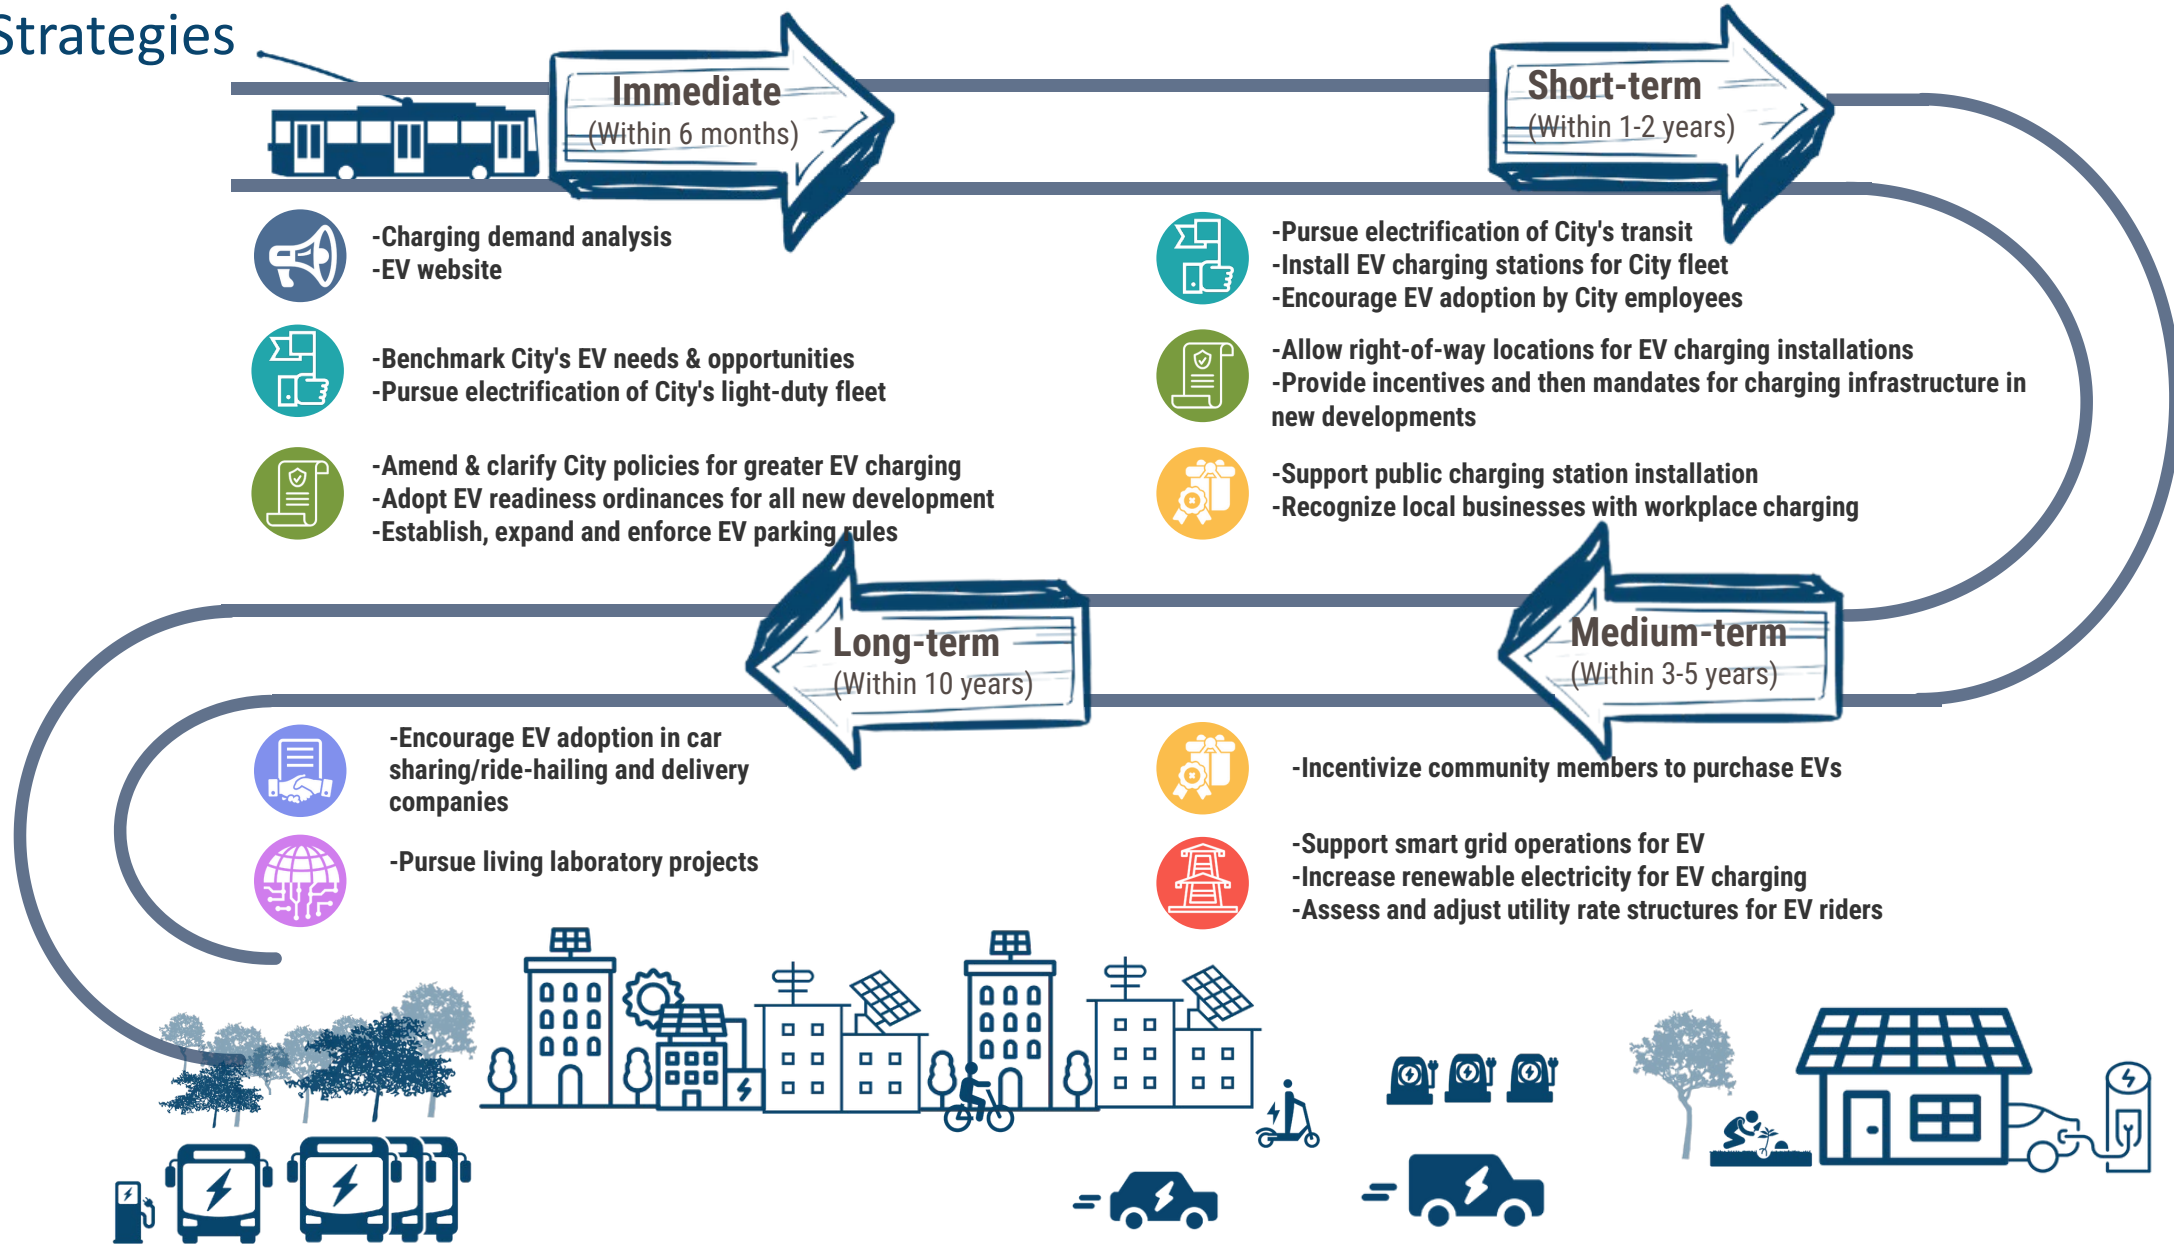 Strategies
Immediate
(Within 6 months)
-Charging demand analysis
-EV website
-Benchmark City's EV needs & opportunities
-Pursue electrification of City's light-duty fleet
-Amend & clarify City policies for greater EV charging
-Adopt EV readiness ordinances for all new development
-Establish, expand and enforce EV parking rules
Short-term
(Within 1-2 years)
-Pursue electrification of City's transit
-Install EV charging stations for City fleet
-Encourage EV adoption by City employees
-Allow right-of-way locations for EV charging installations
-Provide incentives and then mandates for charging infrastructure in
new developments
-Support public charging station installation
-Recognize local businesses with workplace charging
Medium-term
(Within 3-5 years)
-Incentivize community members to purchase EVs
-Support smart grid operations for EV
-Increase renewable electricity for EV charging
-Assess and adjust utility rate structures for EV riders
Long-term
(Within 10 years)
-Encourage EV adoption in car
sharing/ride-hailing and delivery
companies
-Pursue living laboratory projects